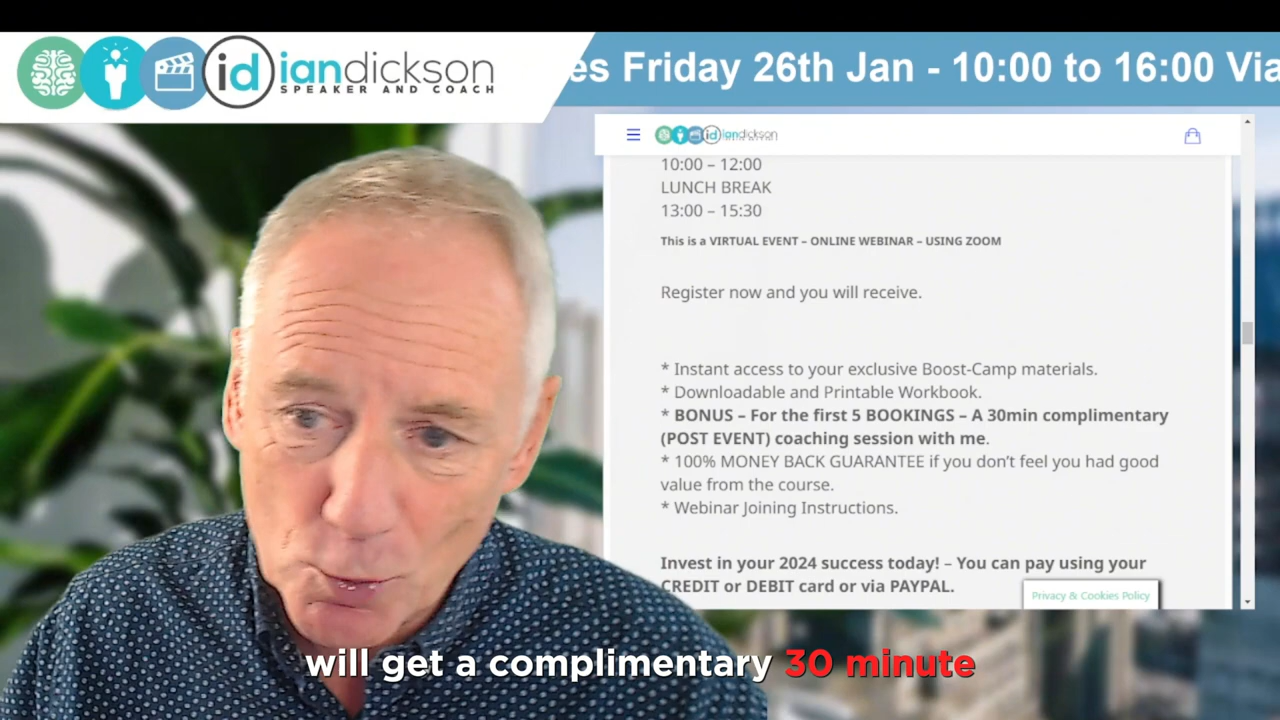 id iandickson
SPEAKER AND COACH
es Friday 26th Jan - 10:00 to 16:00 Via
id iandickson
10:00 – 12:00
LUNCH BREAK
13:00 – 15:30
This is a VIRTUAL EVENT – ONLINE WEBINAR – USING ZOOM
Register now and you will receive.
* Instant access to your exclusive Boost-Camp materials.
* Downloadable and Printable Workbook.
* BONUS – For the first 5 BOOKINGS – A 30min complimentary
(POST EVENT) coaching session with me.
* 100% MONEY BACK GUARANTEE if you don’t feel you had good
value from the course.
* Webinar Joining Instructions.
Invest in your 2024 success today! – You can pay using your
CREDIT or DEBIT card or via PAYPAL.
Privacy & Cookies Policy
will get a complimentary 30 minute